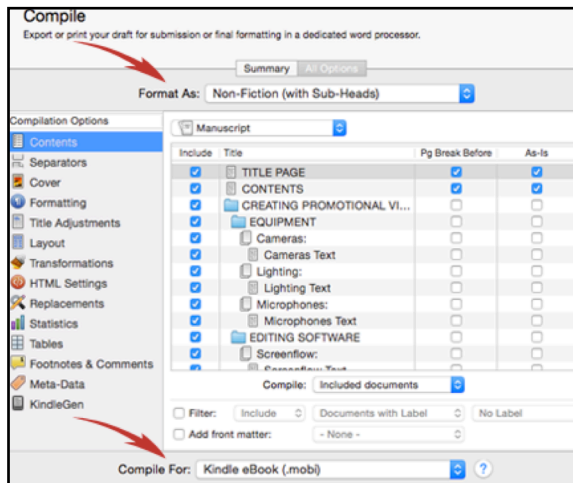 Compile
Export or print your draft for submission or final formatting in a dedicated word processor.
Summary All Options
Format As: Non-Fiction (with Sub-Heads)
Compilation Options
Contents
Separators
Cover
Formatting
Title Adjustments
Layout
Transformations
HTML Settings
Replacements
Statistics
Tables
Footnotes & Comments
Meta-Data
KindleGen
Manuscript
Include Title Pg Break Before As-Is
TITLE PAGE
CONTENTS
CREATING PROMOTIONAL VI...
EQUIPMENT
Cameras:
Cameras Text
Lighting:
Lighting Text
Microphones:
Microphones Text
EDITING SOFTWARE
Screenflow:
Screenflow Text
Compile: Included documents
Filter: Include Documents with Label No Label
Add front matter: - None -
Compile For: Kindle eBook (.mobi) ?